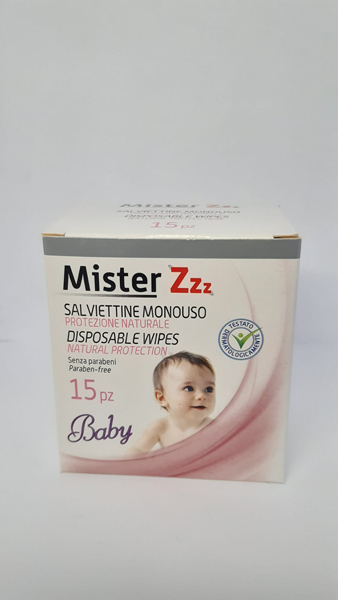 Mister Zzz
SALVIETTINE MONOUSO
DISPOSABLE WIPES
15 pz
Mister Zzz
SALVIETTINE MONOUSO
PROTEZIONE NATURALE
DISPOSABLE WIPES
NATURAL PROTECTION
Senza parabeni
Paraben-free
15 pz
Baby
TESTATO
DERMATOLOGICAMENTE